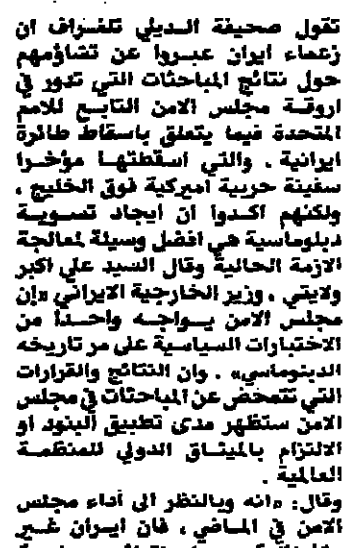 تقول صحيفة الديلي تلغراف ان
زعماء ايران عبروا عن تشاؤمهم
حول نتائج المباحثات التي تدور في
اروقة مجلس الامن التابع للامم
المتحدة فيما يتعلق باسقاط طائرة
ايرانية . والتي اسقطتها مؤخرا
سفينة حربية اميركية فوق الخليج ،
ولكنهم اكدوا ان ايجاد تسوية
دبلوماسية هي افضل وسيلة لمعالجة
الازمة الحالية وقال السيد علي اكبر
ولايتي ، وزير الخارجية الايراني «إن
مجلس الامن يواجه واحدا من
الاختبارات السياسية على مر تاريخه
الدبلوماسي» . وان النتائج والقرارات
التي تتمخض عن المباحثات في مجلس
الامن ستظهر مدى تطبيق البنود او
الالتزام بالميثاق الدولي للمنظمة
العالمية .
وقال: «انه وبالنظر الى أداء مجلس
الامن في الماضي ، فان ايران غير